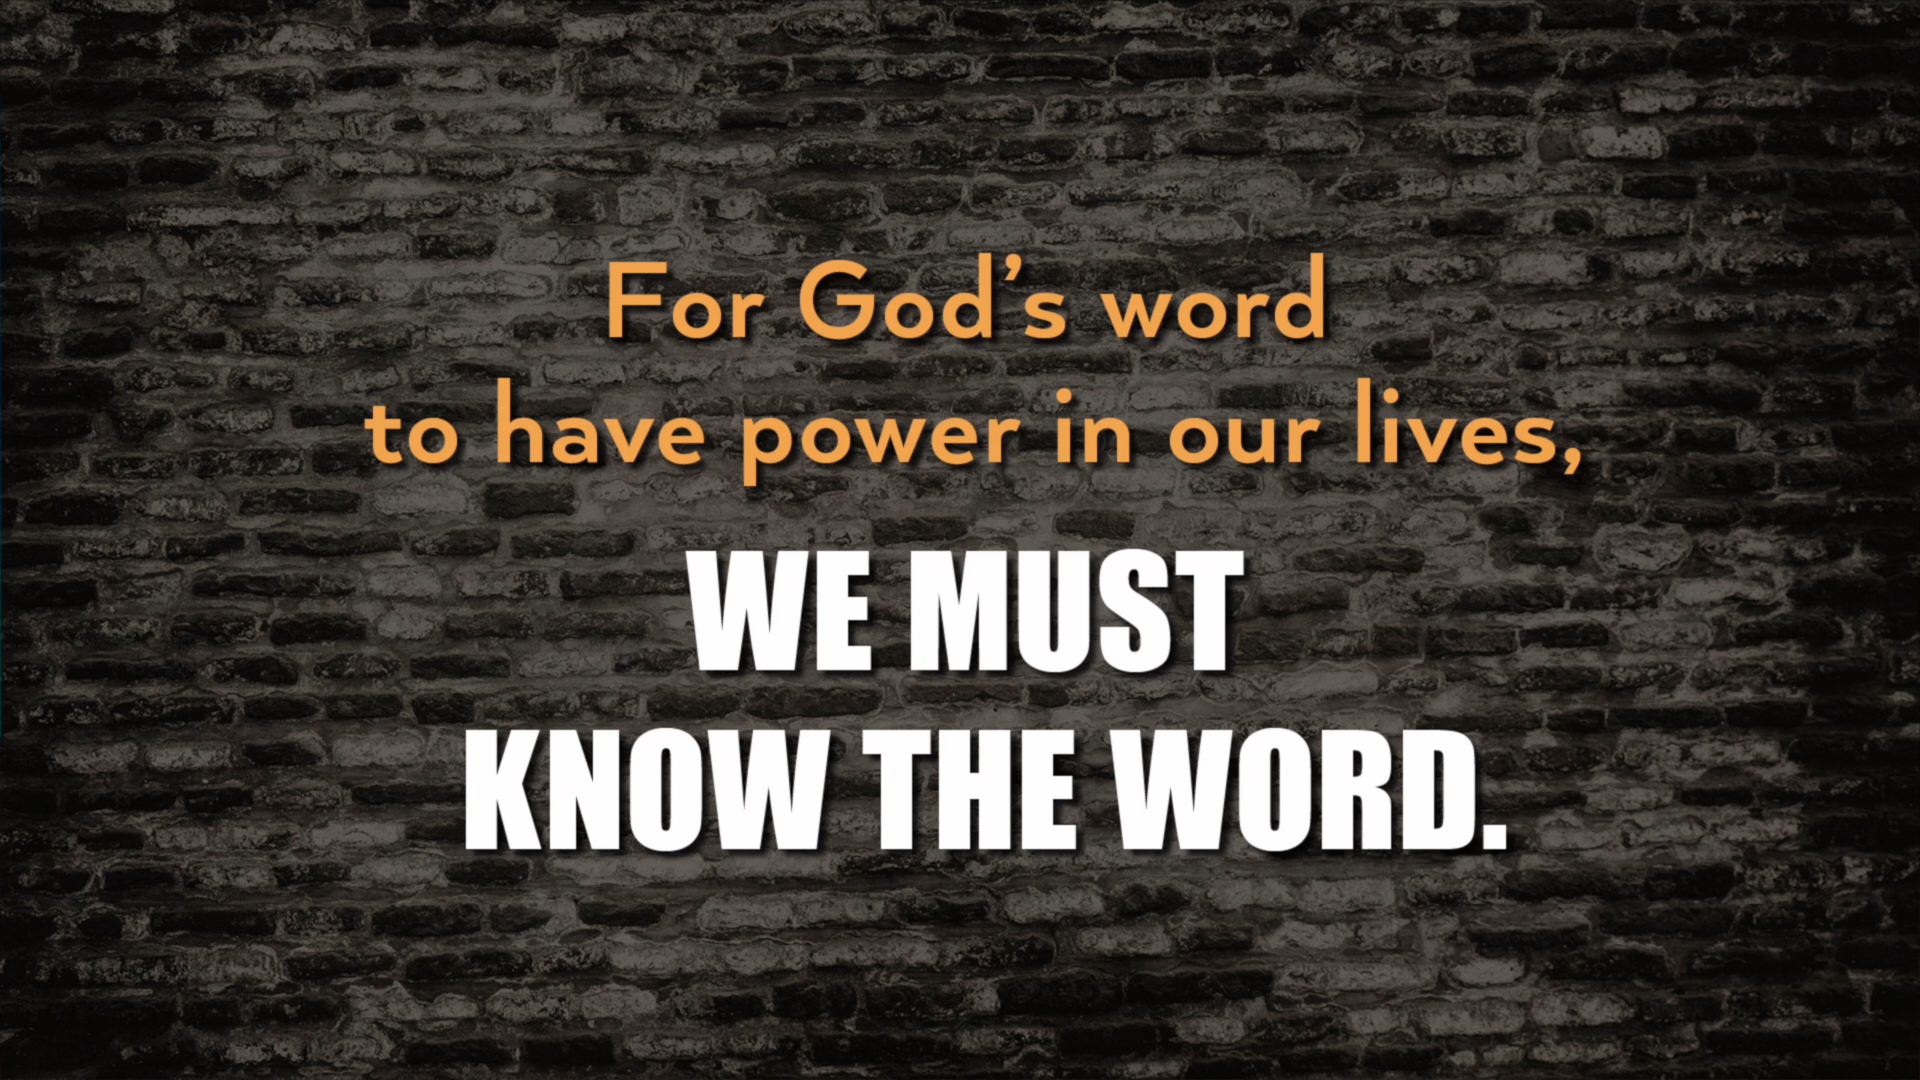 For God’s word
to have power in our lives,
WE MUST
KNOW THE WORD.